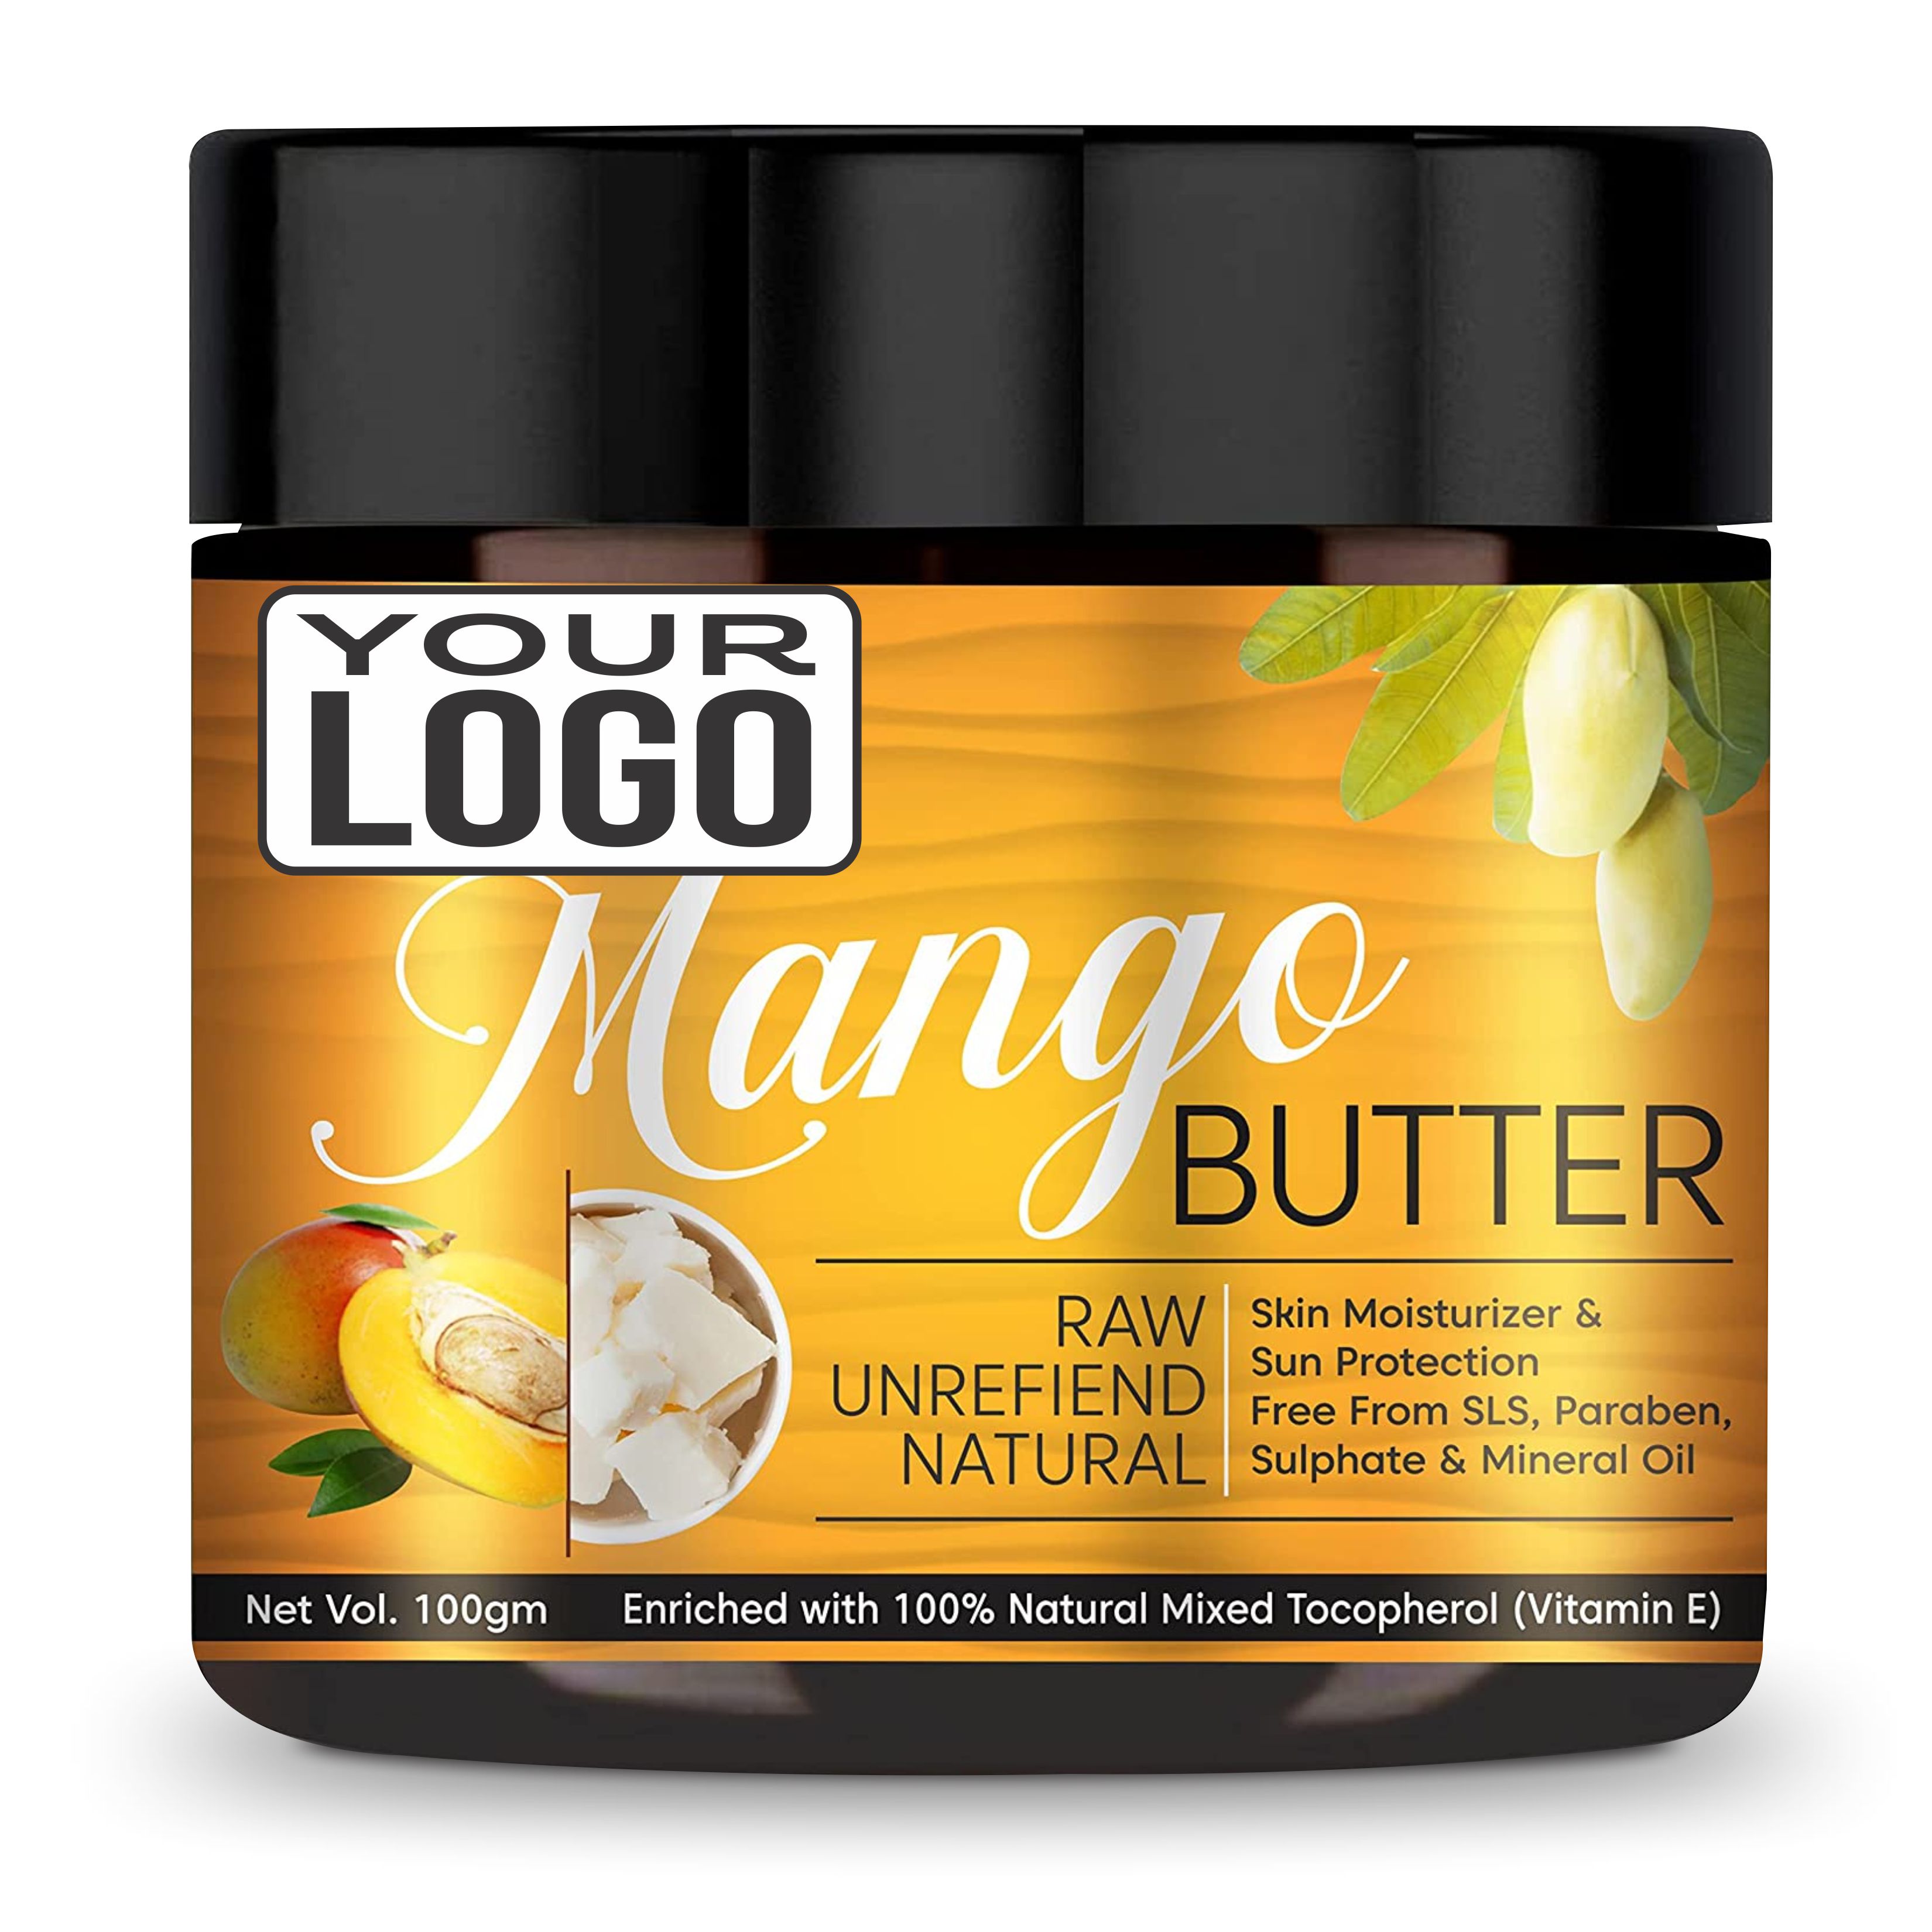 YOUR
LOGO
Mango
BUTTER
RAW
UNREFIEND
NATURAL
Skin Moisturizer &
Sun Protection
Free From SLS, Paraben,
Sulphate & Mineral Oil
Net Vol. 100gm
Enriched with 100% Natural Mixed Tocopherol (Vitamin E)